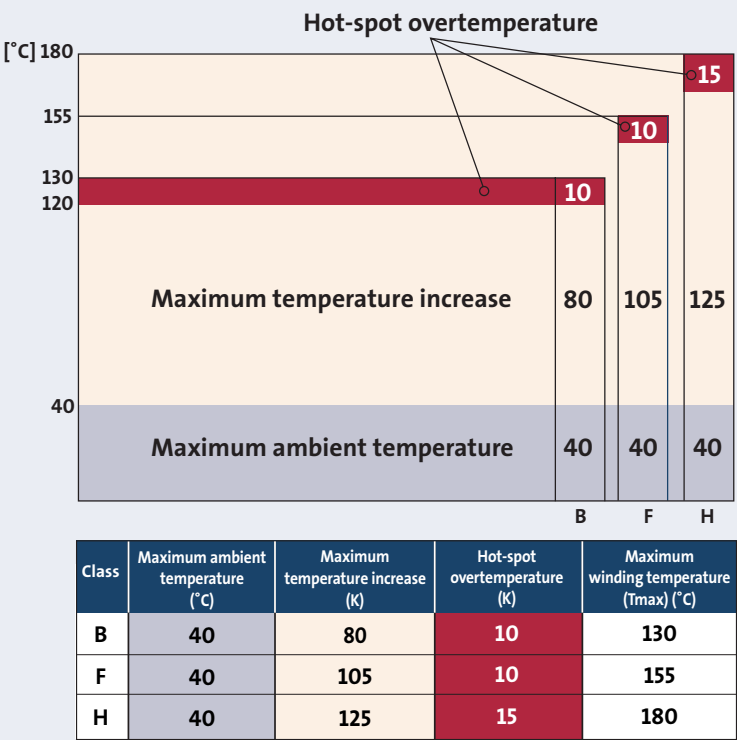 Hot-spot overtemperature
[˚C] 180
15
155
10
130
10
120
Maximum temperature increase 80 105 125
40
Maximum ambient temperature 40 40 40
B F H
Class
Maximum ambient
temperature
(˚C)
Maximum
temperature increase
(K)
Hot-spot
overtemperature
(K)
Maximum
winding temperature
(Tmax) (˚C)
B 40 80 10 130
F 40 105 10 155
H 40 125 15 180